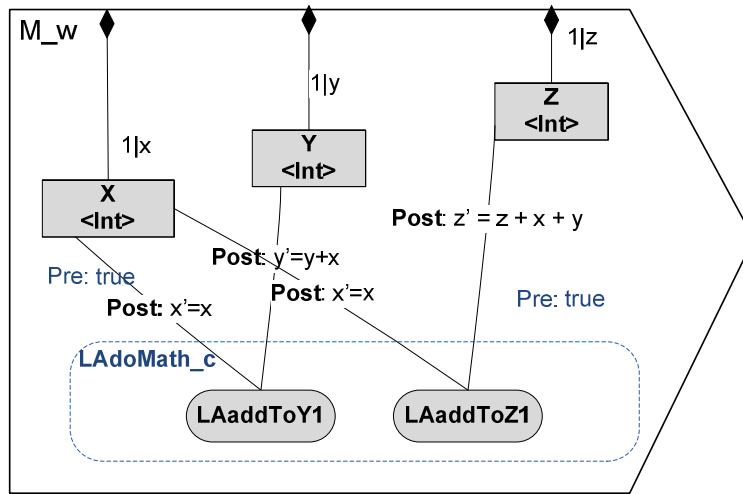 M_w
1|z
1|y
Z
<Int>
1|x
Y
<Int>
X
<Int>
Post: z' = z + x + y
Post: y'=y+x
Pre: true
Post: x'=x
Post: x'=x
Pre: true
LAdoMath_c
LAaddToY1
LAaddToZ1